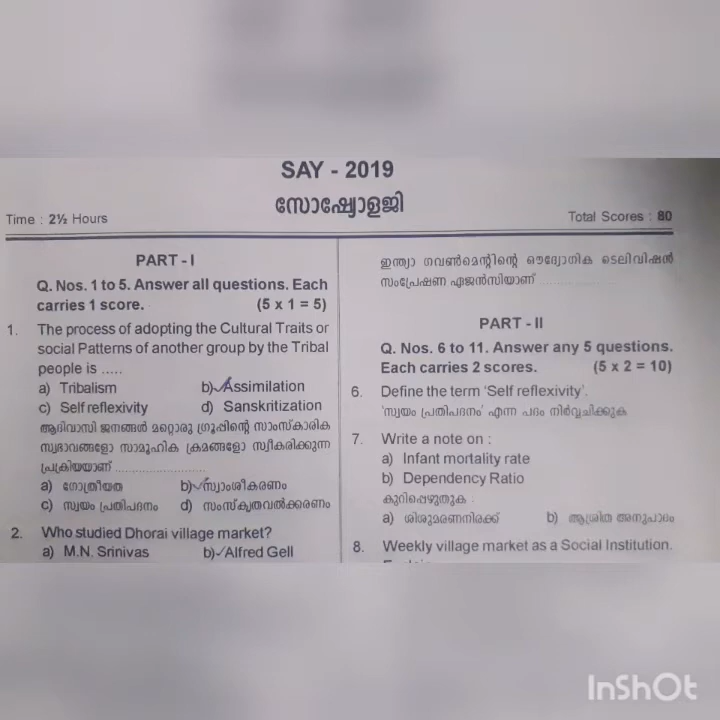 SAY - 2019
സോഷ്യോളജി
Time : 2½ Hours
Total Scores : 80
PART - I
Q. Nos. 1 to 5. Answer all questions. Each
carries 1 score. (5 x 1 = 5)
1. The process of adopting the Cultural Traits or
social Patterns of another group by the Tribal
people is .....
a) Tribalism b) Assimilation
c) Self reflexivity d) Sanskritization
ആദിവാസി ജനങ്ങൾ മറ്റൊരു ഗ്രൂപ്പിന്റെ സാംസ്കാരിക
സ്വഭാവങ്ങളോ സാമൂഹിക ക്രമങ്ങളോ സ്വീകരിക്കുന്ന
പ്രക്രിയയാണ് ........................
a) ഗോത്രീയത b) സ്വാംശീകരണം
c) സ്വയം പ്രതിപദനം d) സംസ്കൃതവൽക്കരണം
2. Who studied Dhorai village market?
a) M.N. Srinivas b) Alfred Gell
ഇന്ത്യാ ഗവൺമെന്റിന്റെ ഔദ്യോഗിക ടെലിവിഷൻ
സംപ്രേഷണ ഏജൻസിയാണ് .....................
PART - II
Q. Nos. 6 to 11. Answer any 5 questions.
Each carries 2 scores. (5 x 2 = 10)
6. Define the term 'Self reflexivity'.
'സ്വയം പ്രതിപദനം' എന്ന പദം നിർവ്വചിക്കുക
7. Write a note on :
a) Infant mortality rate
b) Dependency Ratio
കുറിപ്പെഴുതുക :
a) ശിശുമരണനിരക്ക് b) ആശ്രിത അനുപാദം
8. Weekly village market as a Social Institution.
InShOt